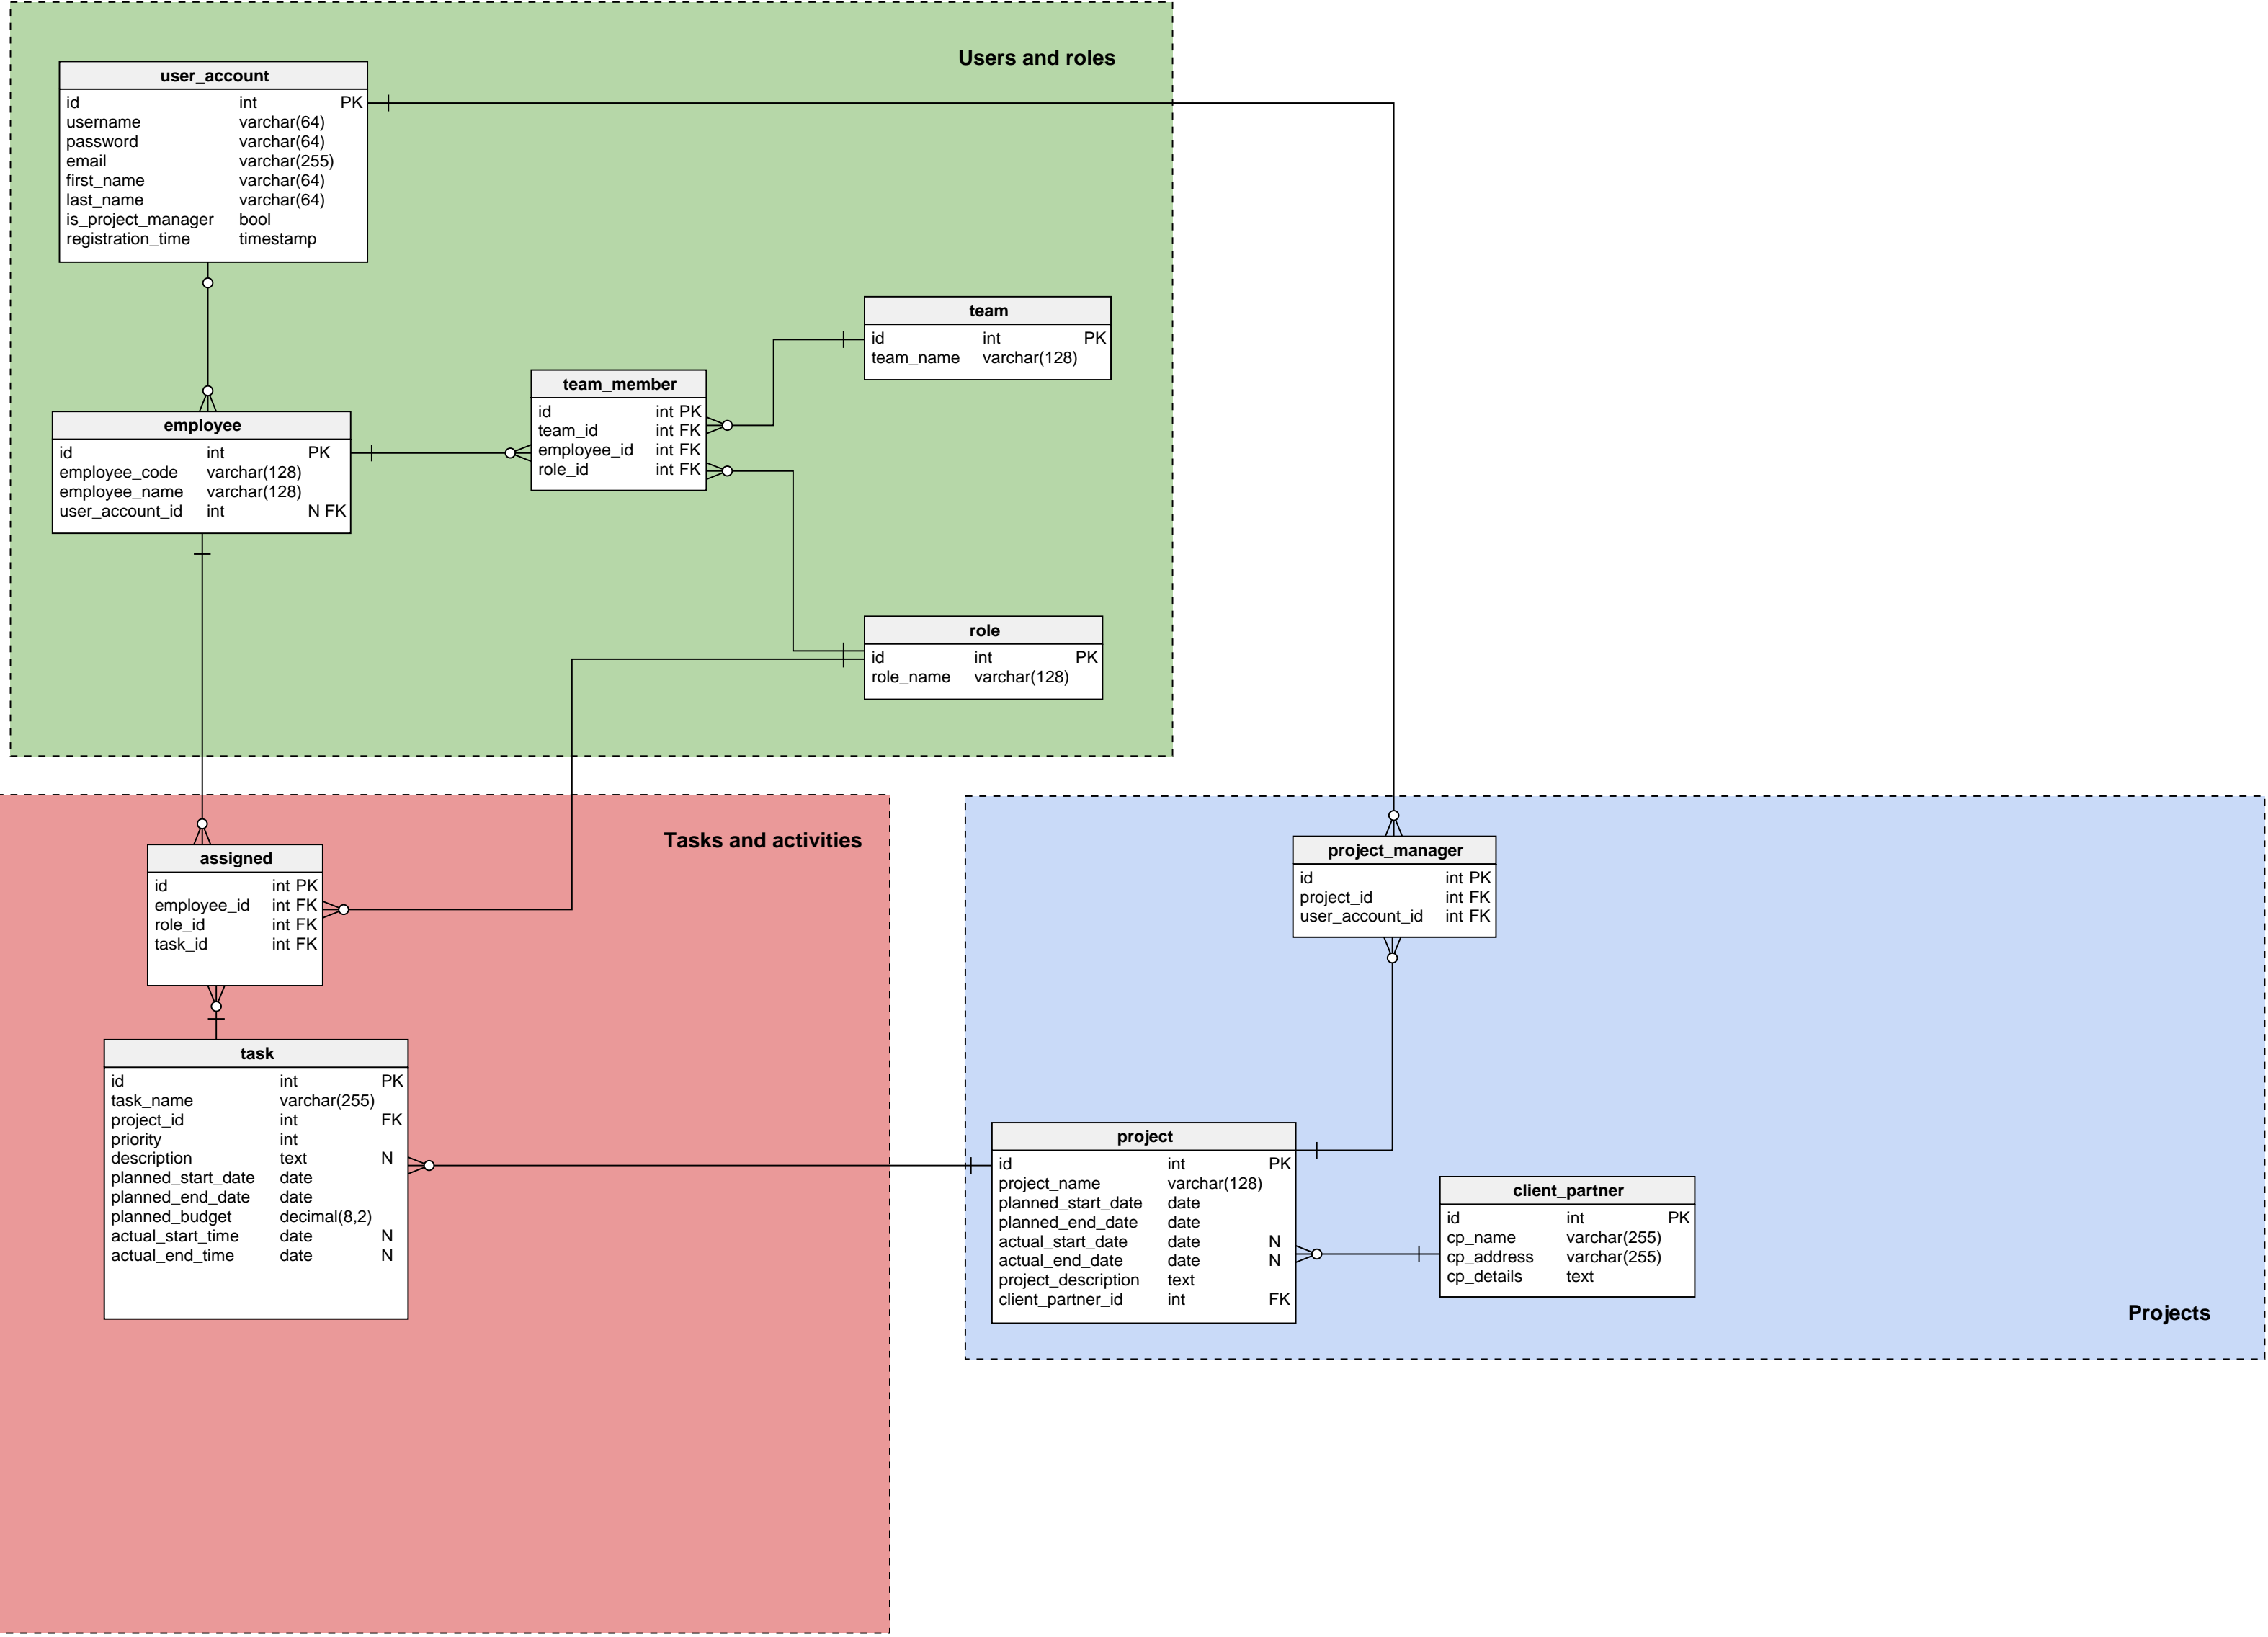 Users and roles
user_account
id int PK
username varchar(64)
password varchar(64)
email varchar(255)
first_name varchar(64)
last_name varchar(64)
is_project_manager bool
registration_time timestamp
team
id int PK
team_name varchar(128)
team_member
id int PK
team_id int FK
employee_id int FK
role_id int FK
employee
id int PK
employee_code varchar(128)
employee_name varchar(128)
user_account_id int N FK
role
id int PK
role_name varchar(128)
Tasks and activities
assigned
id int PK
employee_id int FK
role_id int FK
task_id int FK
task
id int PK
task_name varchar(255)
project_id int FK
priority int
description text N
planned_start_date date
planned_end_date date
planned_budget decimal(8,2)
actual_start_time date N
actual_end_time date N
project_manager
id int PK
project_id int FK
user_account_id int FK
project
id int PK
project_name varchar(128)
planned_start_date date
planned_end_date date
actual_start_date date N
actual_end_date date N
project_description text
client_partner_id int FK
client_partner
id int PK
cp_name varchar(255)
cp_address varchar(255)
cp_details text
Projects